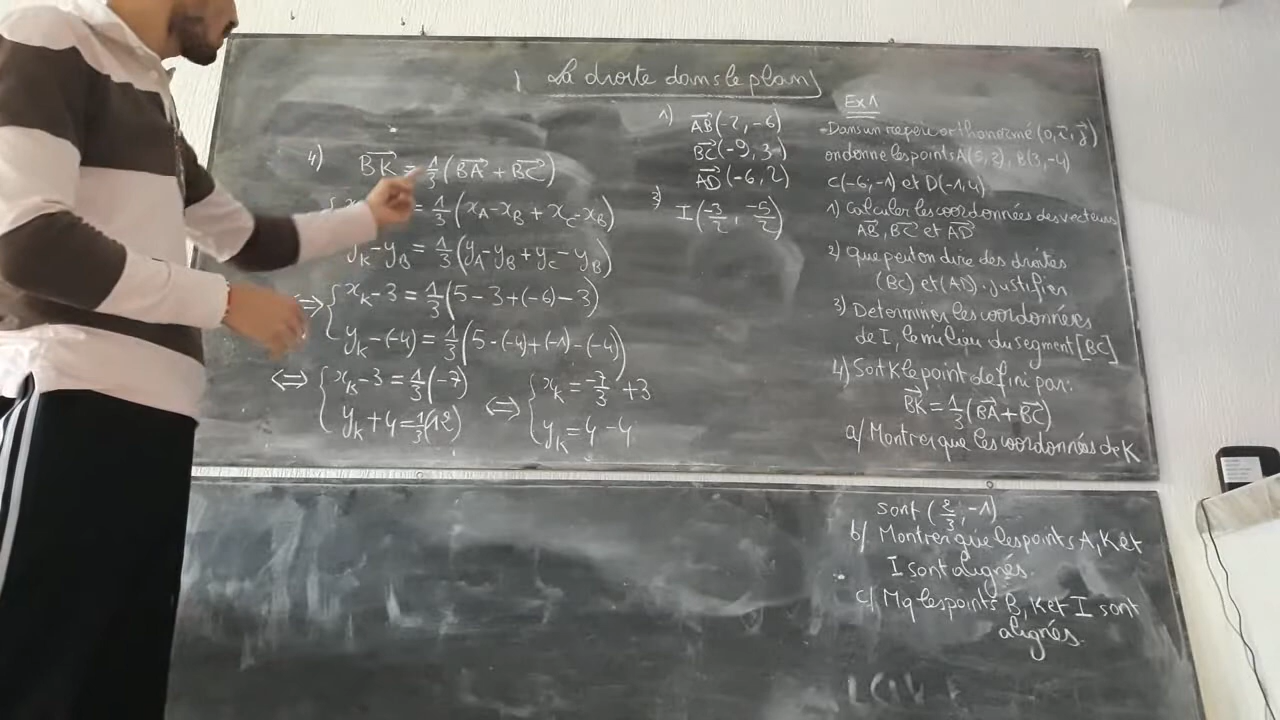 La droite dans le plan
4) BK = 1/3 (BA + BC)
= 1/3 (x_A - x_B + x_C - x_B)
y_K - y_B = 1/3 (y_A - y_B + y_C - y_B)
⇔ { x_K - 3 = 1/3 (5 - 3 + (-6) - 3)
y_K - (-4) = 1/3 (5 - (-4) + (-1) - (-4))
⇔ { x_K - 3 = 1/3 (-7)
y_K + 4 = 1/3 (12)
⇔ { x_K = -7/3 + 3
y_K = 4 - 4
1) AB (-2, -6)
BC (-9, 3)
AD (-6, 2)
3) I (-3/2, -5/2)
Ex 1
Dans un repère orthonormé (O, i, j)
on donne les points A(5, 2), B(3, -4)
C(-6, -1) et D(-1, 4)
1) Calculer les coordonnées des vecteurs
AB, BC et AD
2) Que peut on dire des droites
(BC) et (AD). justifier
3) Determiner les coordonnées
de I, le milieu du segment [BC]
4) Soit K le point defini par:
BK = 1/3 (BA + BC)
a/ Montrer que les coordonnées de K
sont (2/3, -1)
b/ Montrer que les points A, K et
I sont alignés.
c/ Mq les points B, K et I sont
alignés.